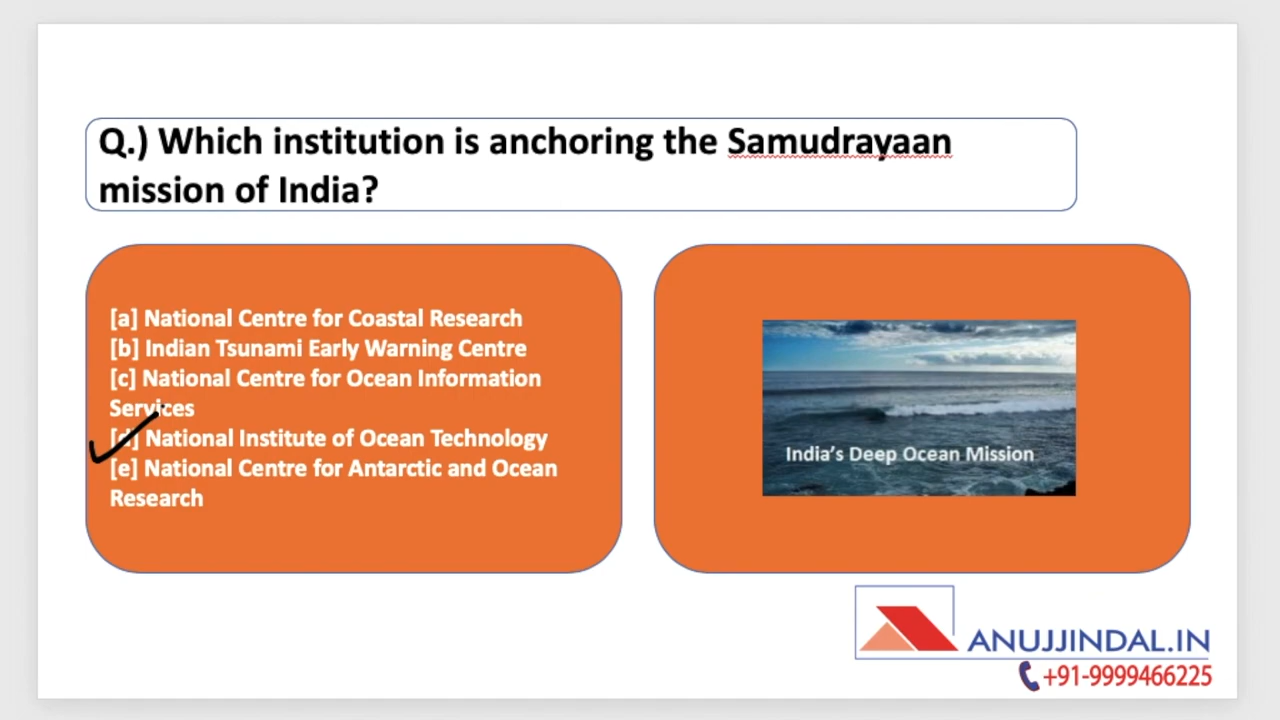 Q.) Which institution is anchoring the Samudrayaan
mission of India?
[a] National Centre for Coastal Research
[b] Indian Tsunami Early Warning Centre
[c] National Centre for Ocean Information
Services
[d] National Institute of Ocean Technology
[e] National Centre for Antarctic and Ocean
Research
India's Deep Ocean Mission
ANUJJINDAL.IN
+91-9999466225